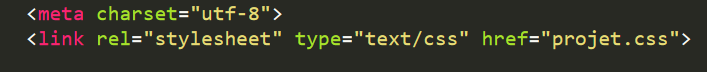 <meta charset="utf-8">
<link rel="stylesheet" type="text/css" href="projet.css">